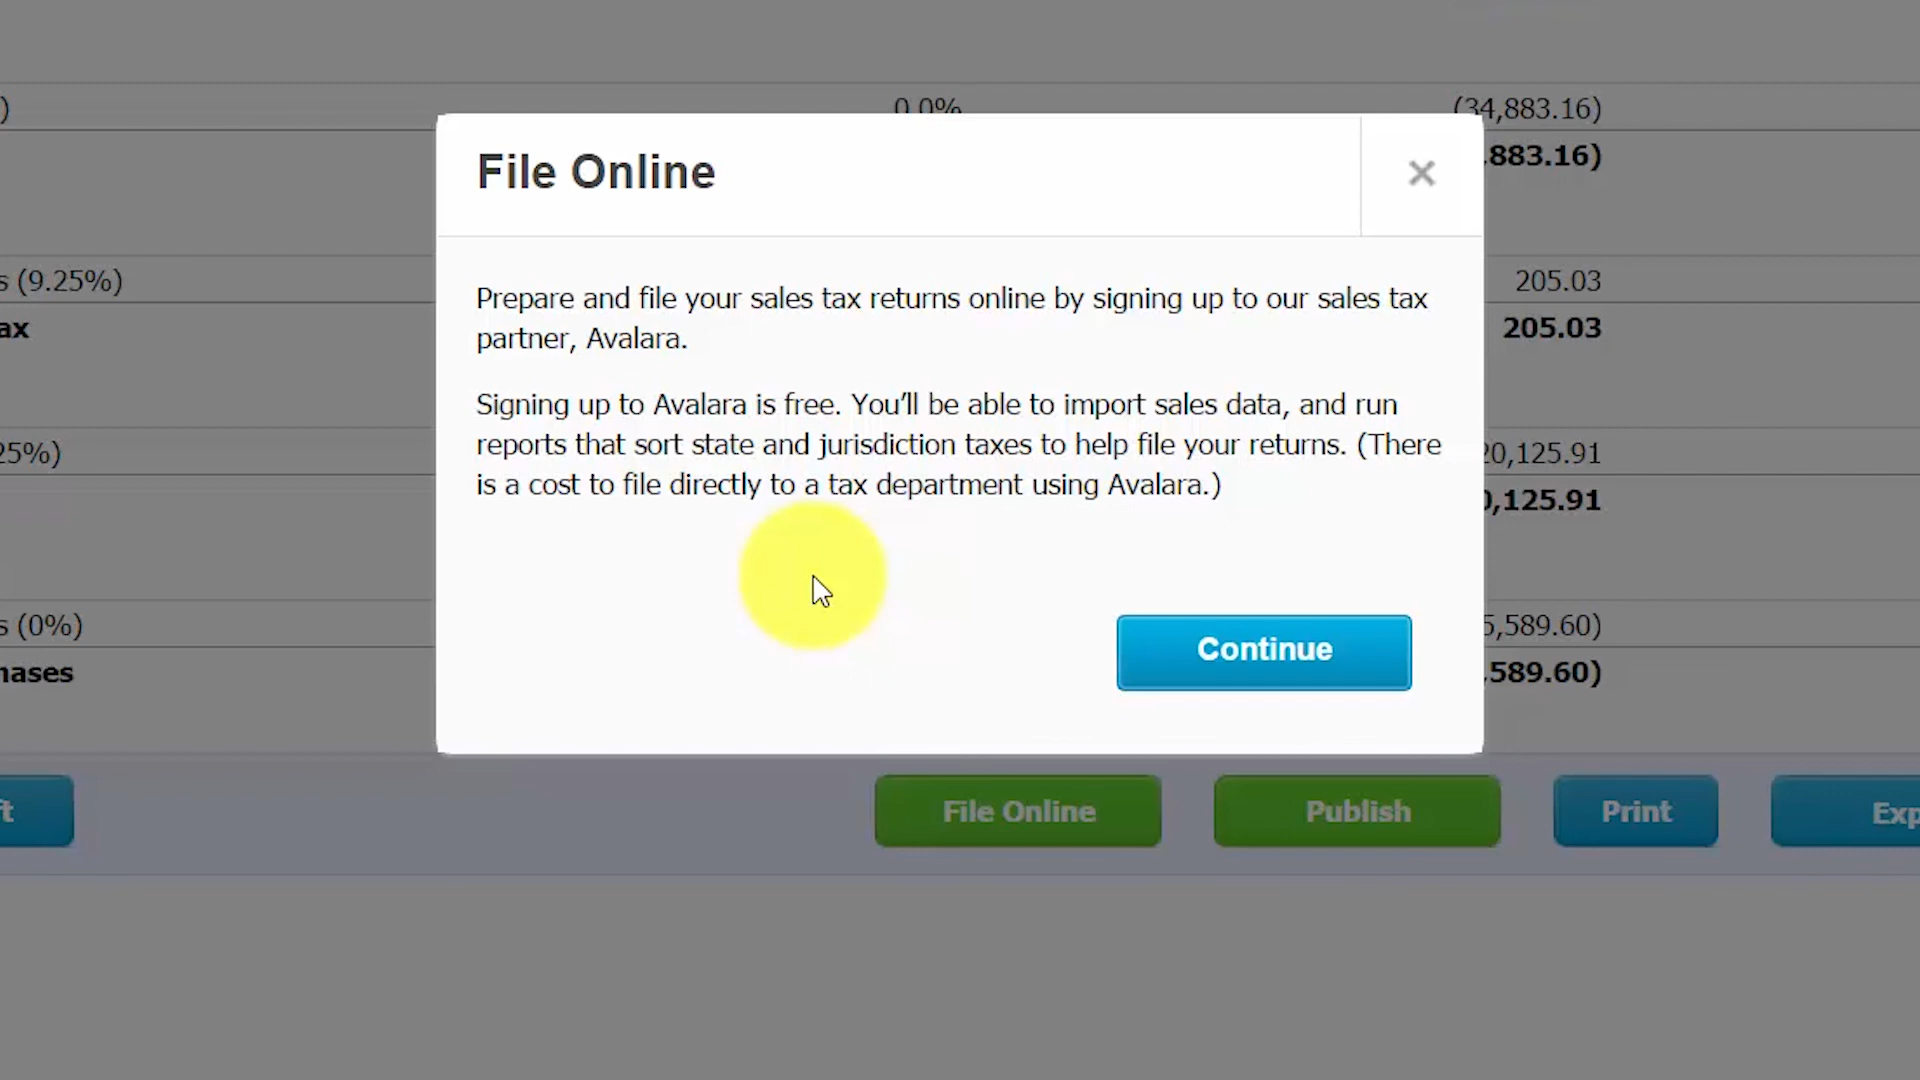 )
0.0%
(34,883.16)
.883.16)
File Online
s (9.25%)
205.03
Prepare and file your sales tax returns online by signing up to our sales tax
partner, Avalara.
ax
205.03
Signing up to Avalara is free. You’ll be able to import sales data, and run
reports that sort state and jurisdiction taxes to help file your returns. (There
is a cost to file directly to a tax department using Avalara.)
25%)
20,125.91
0,125.91
s (0%)
5,589.60)
Continue
hases
.589.60)
t
File Online
Publish
Print
Exp